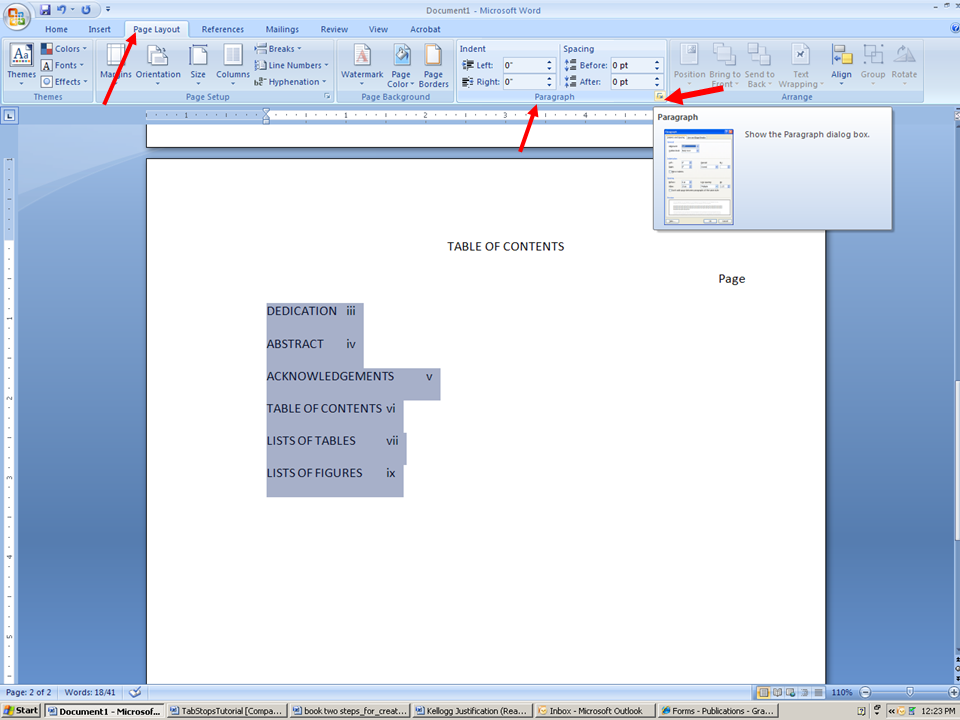 Document1 - Microsoft Word
Home Insert Page Layout References Mailings Review View Acrobat
Themes
Colors
Fonts
Effects
Themes
Margins Orientation Size Columns
Breaks
Line Numbers
Hyphenation
Page Setup
Watermark Page Color Page Borders
Page Background
Indent
Left: 0"
Right: 0"
Spacing
Before: 0 pt
After: 0 pt
Paragraph
Position Bring to Front Send to Back Text Wrapping Align Group Rotate
Arrange
Paragraph
Show the Paragraph dialog box.
TABLE OF CONTENTS
Page
DEDICATION iii
ABSTRACT iv
ACKNOWLEDGEMENTS v
TABLE OF CONTENTS vi
LISTS OF TABLES vii
LISTS OF FIGURES ix
Page: 2 of 2 Words: 18/41 110%
Start Document1 - Microsof... TabStopsTutorial [Compa... book two steps_for_creat... Kellogg Justification (Rea... Inbox - Microsoft Outlook Forms - Publications - Gra... 12:23 PM